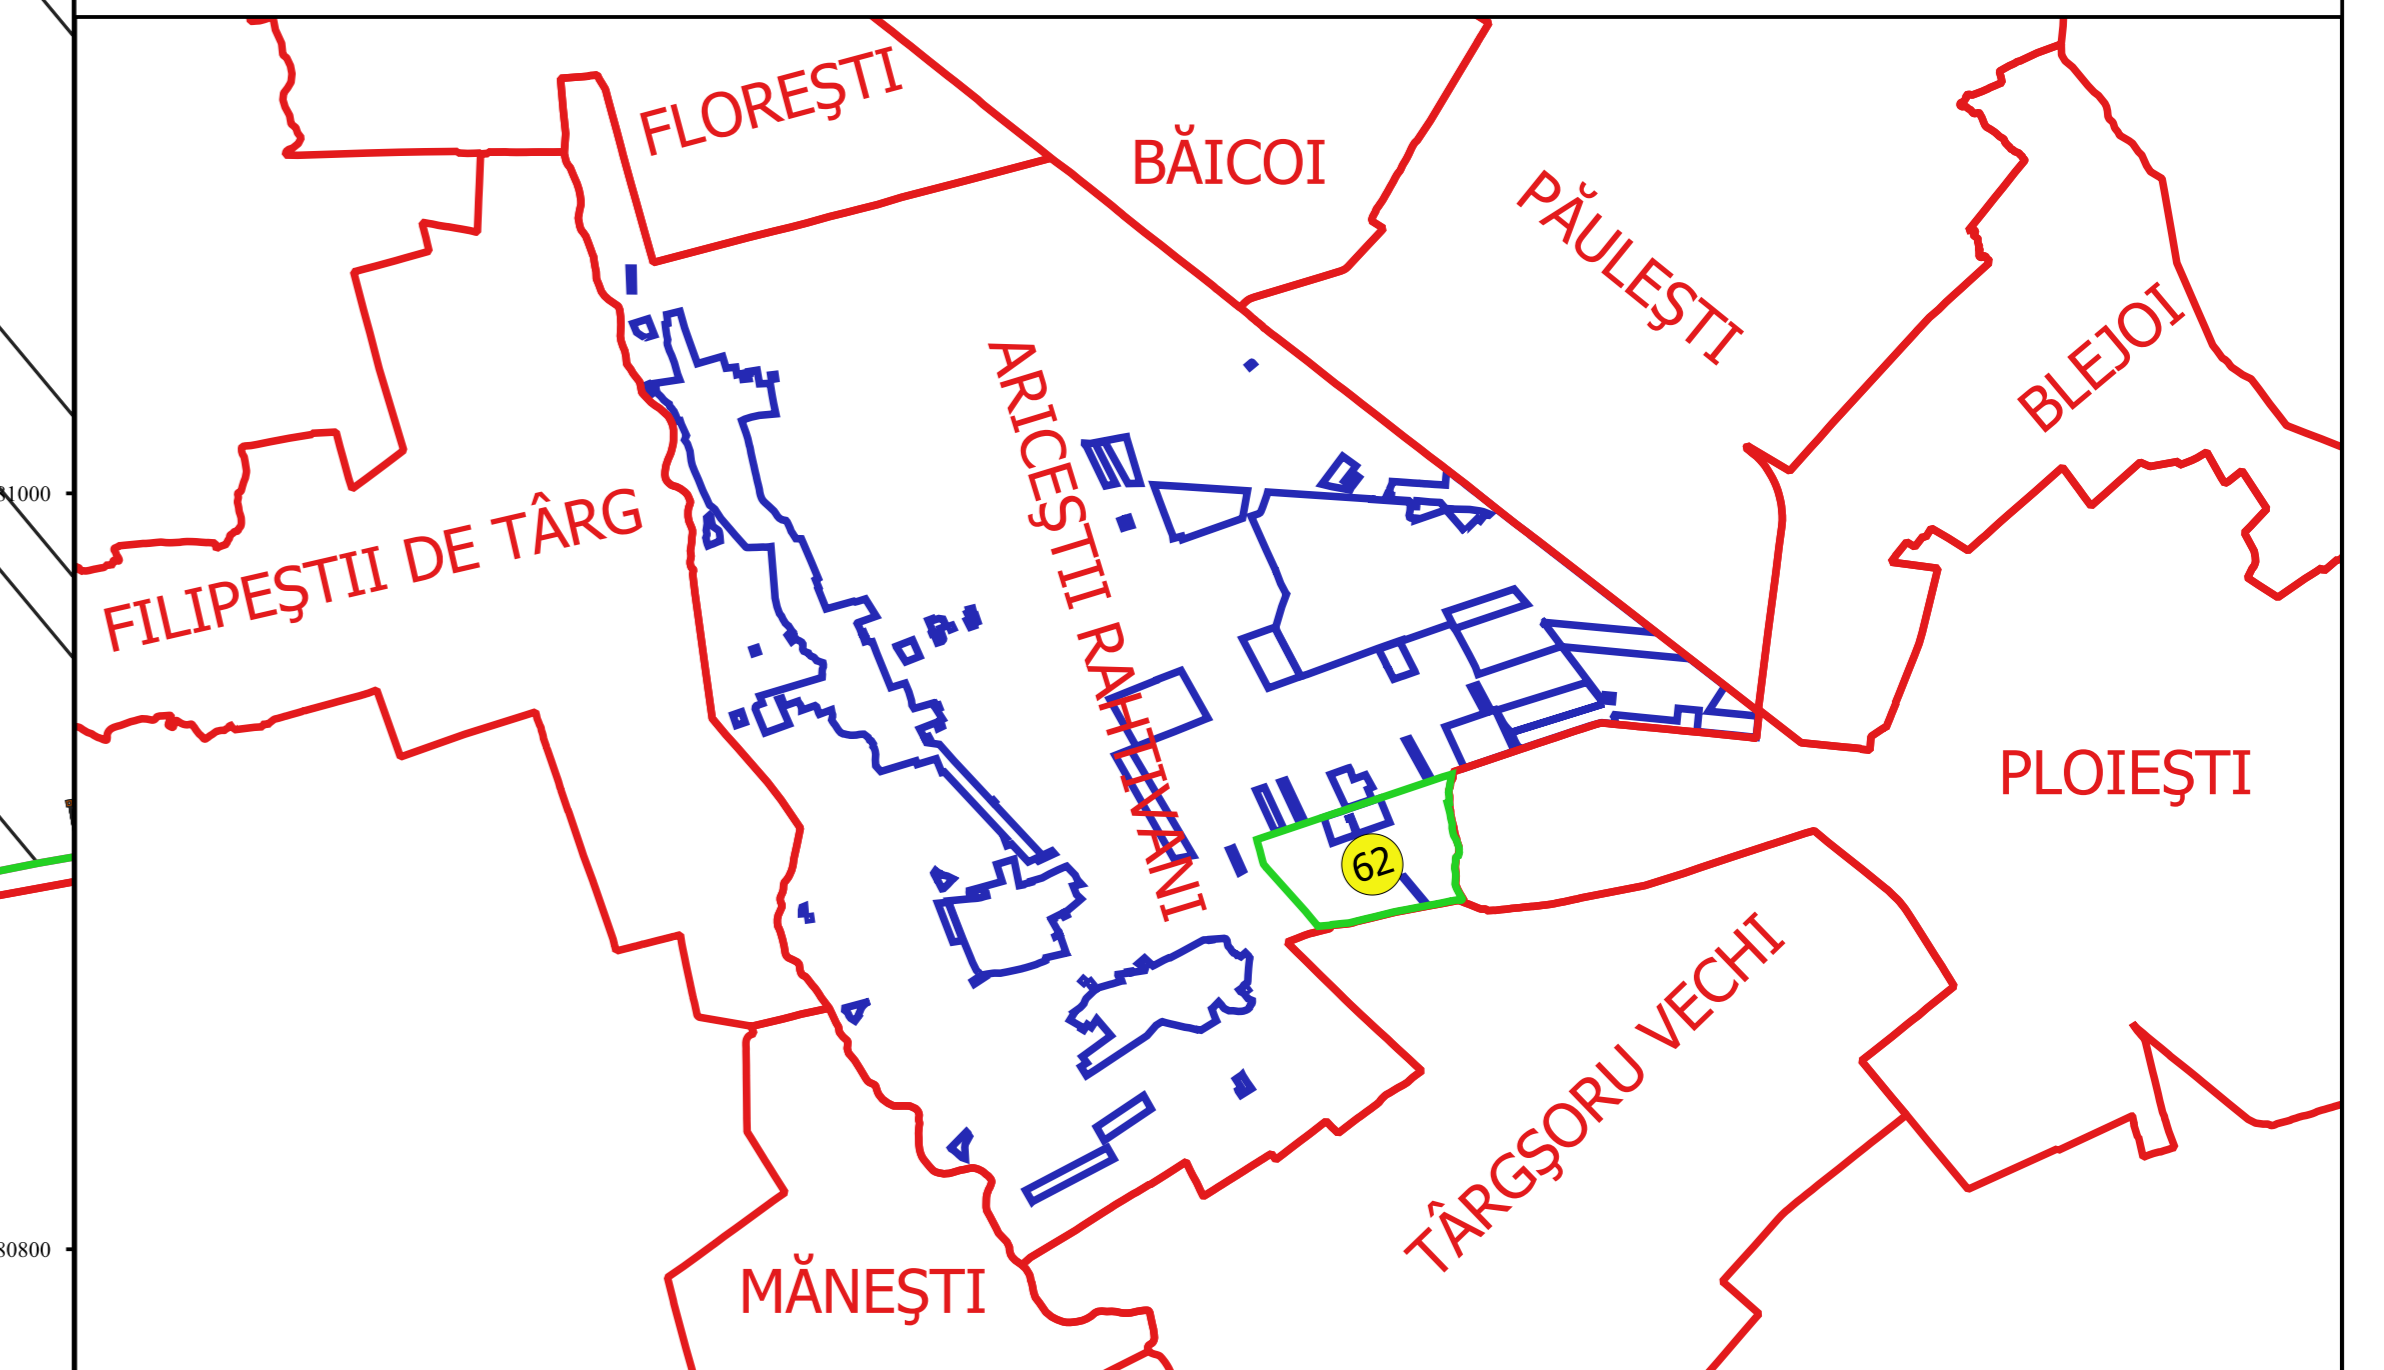 FLOREŞTI
BĂICOI
PĂULEŞTI
BLEJOI
ARICEŞTII RAHTIVANI
FILIPEŞTII DE TÂRG
PLOIEŞTI
62
TÂRGŞORU VECHI
MĂNEŞTI